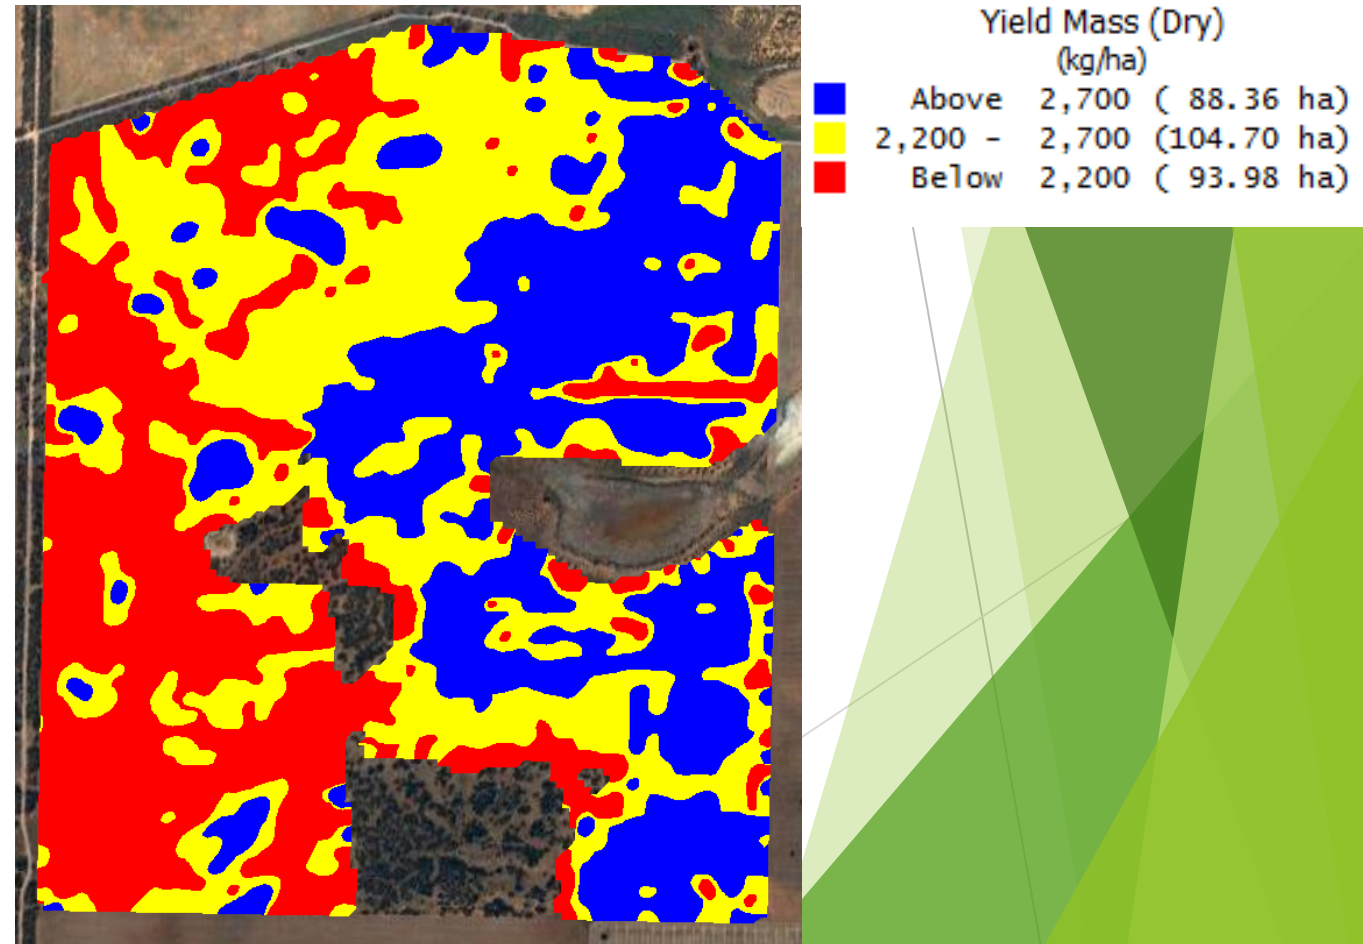 Yield Mass (Dry)
(kg/ha)
Above 2,700 ( 88.36 ha)
2,200 - 2,700 (104.70 ha)
Below 2,200 ( 93.98 ha)